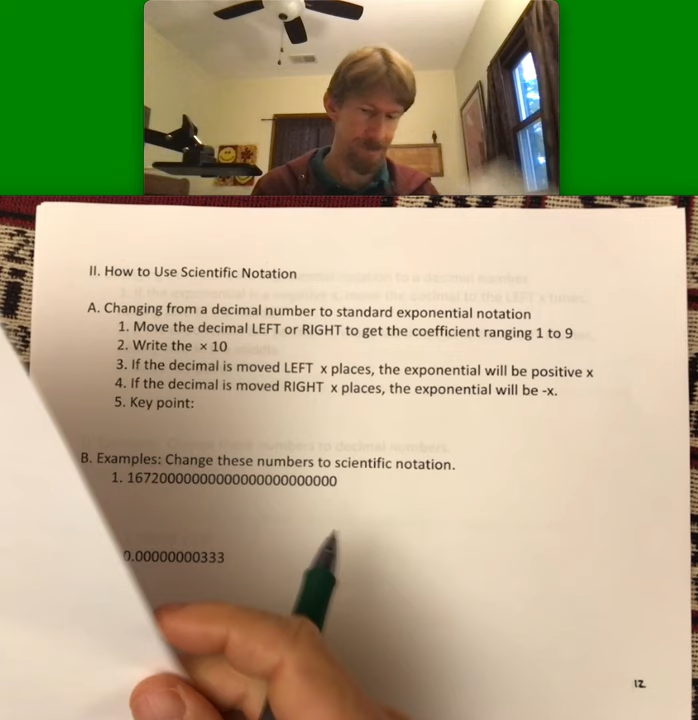 II. How to Use Scientific Notation
A. Changing from a decimal number to standard exponential notation
1. Move the decimal LEFT or RIGHT to get the coefficient ranging 1 to 9
2. Write the × 10
3. If the decimal is moved LEFT x places, the exponential will be positive x
4. If the decimal is moved RIGHT x places, the exponential will be -x.
5. Key point:
B. Examples: Change these numbers to scientific notation.
1. 16720000000000000000000000
0.00000000333
12